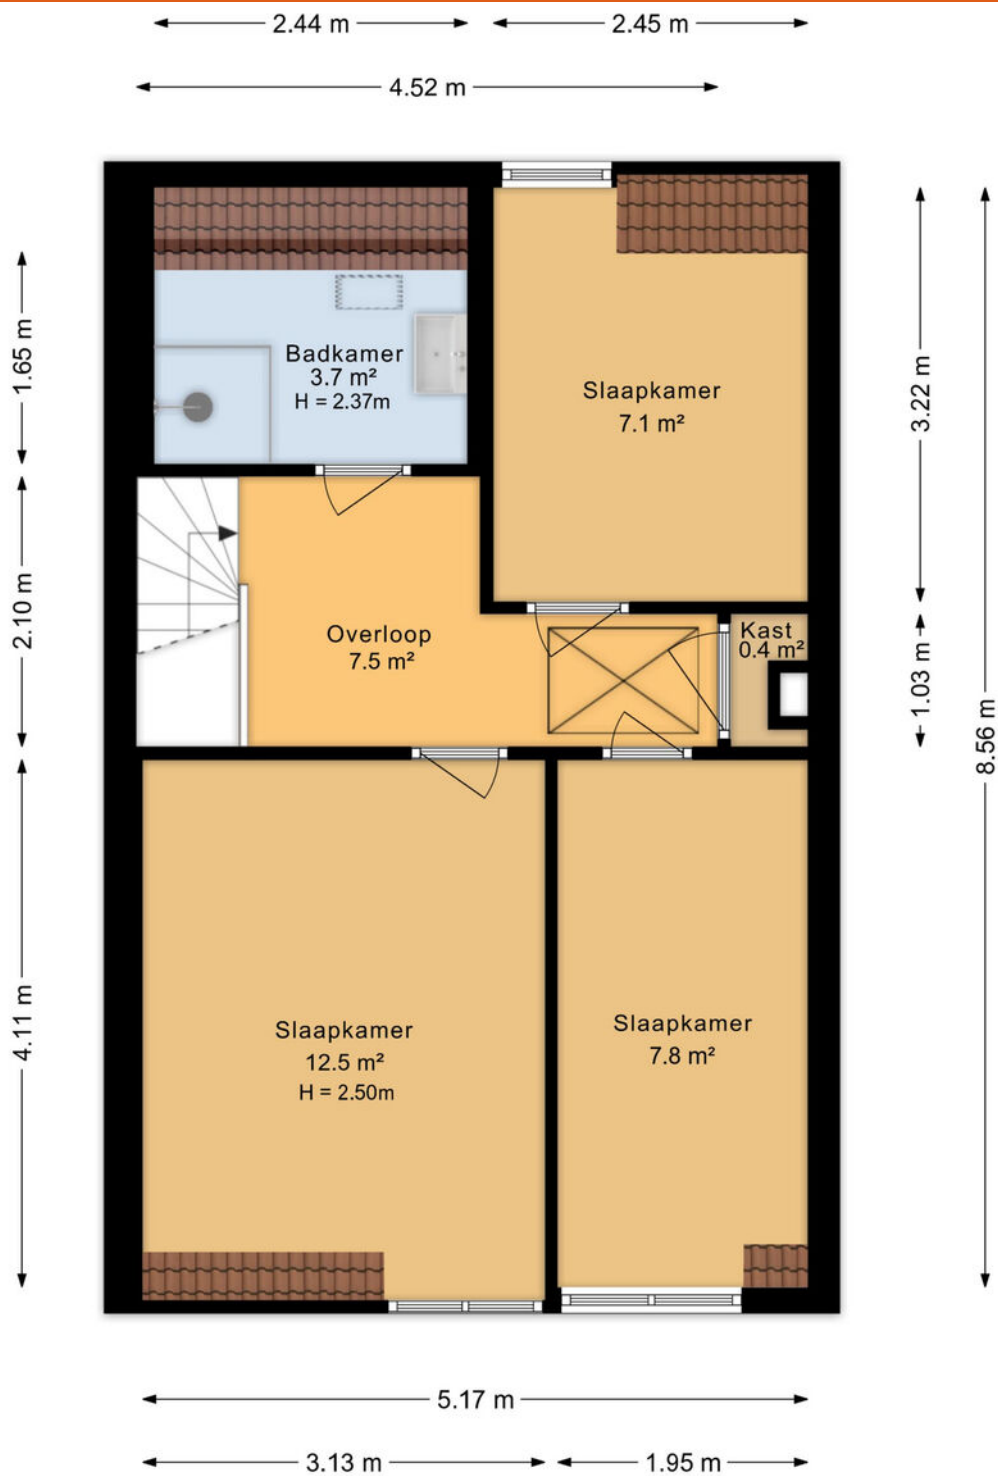 2.44 m
2.45 m
4.52 m
Badkamer
3.7 m²
H = 2.37m
Slaapkamer
7.1 m²
1.65 m
3.22 m
2.10 m
Overloop
7.5 m²
Kast
0.4 m²
1.03 m
8.56 m
4.11 m
Slaapkamer
12.5 m²
H = 2.50m
Slaapkamer
7.8 m²
5.17 m
3.13 m
1.95 m